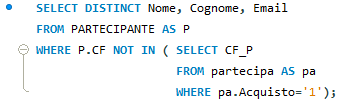 SELECT DISTINCT Nome, Cognome, Email
FROM PARTECIPANTE AS P
WHERE P.CF NOT IN ( SELECT CF_P
FROM partecipa AS pa
WHERE pa.Acquisto='1');